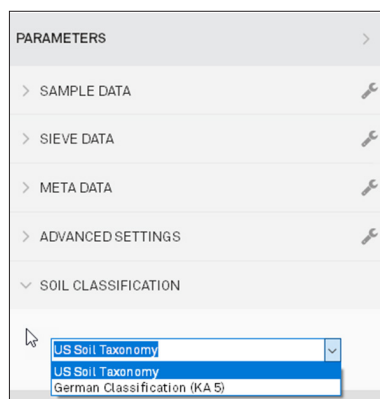 PARAMETERS
SAMPLE DATA
SIEVE DATA
META DATA
ADVANCED SETTINGS
SOIL CLASSIFICATION
US Soil Taxonomy
US Soil Taxonomy
German Classification (KA 5)